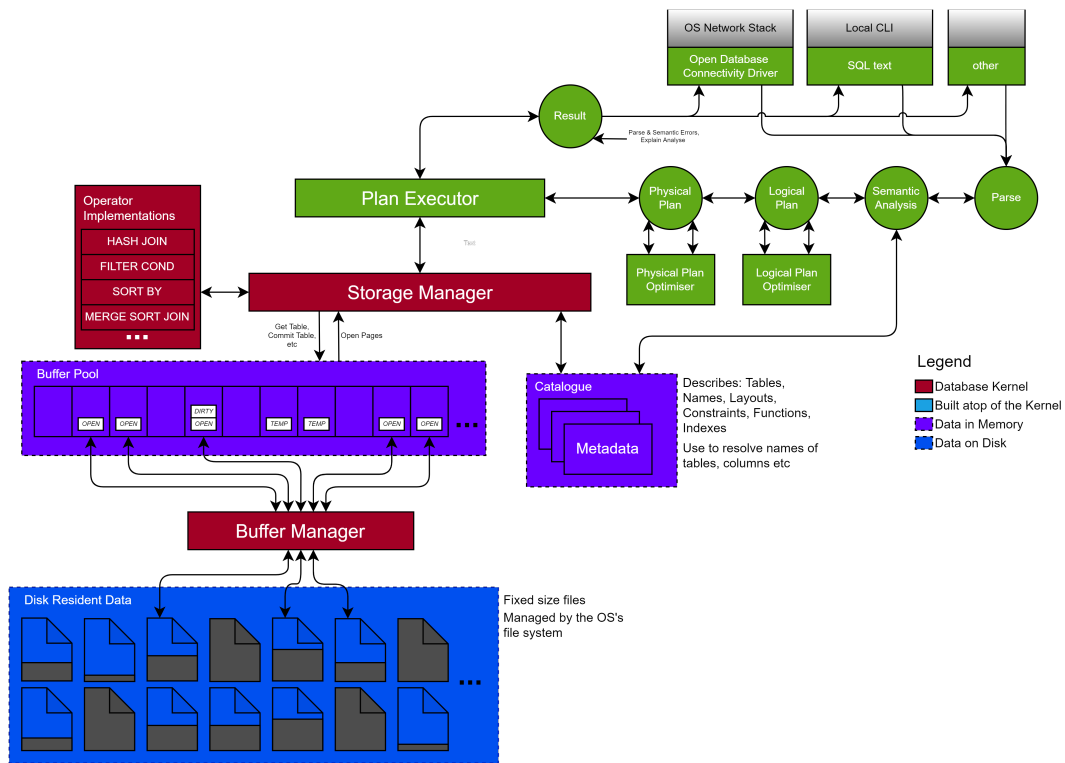 OS Network Stack
Local CLI
Open Database
Connectivity Driver
SQL text
other
Result
Parse & Semantic Errors,
Explain Analyse
Plan Executor
Physical
Plan
Logical
Plan
Semantic
Analysis
Parse
Operator
Implementations
HASH JOIN
FILTER COND
SORT BY
MERGE SORT JOIN
Text
Physical Plan
Optimiser
Logical Plan
Optimiser
Storage Manager
Get Table,
Commit Table,
etc
Open Pages
Buffer Pool
OPEN
OPEN
DIRTY
OPEN
TEMP
TEMP
OPEN
OPEN
Catalogue
Metadata
Describes: Tables,
Names, Layouts,
Constraints, Functions,
Indexes
Use to resolve names of
tables, columns etc
Legend
Database Kernel
Built atop of the Kernel
Data in Memory
Data on Disk
Buffer Manager
Disk Resident Data
Fixed size files
Managed by the OS's
file system